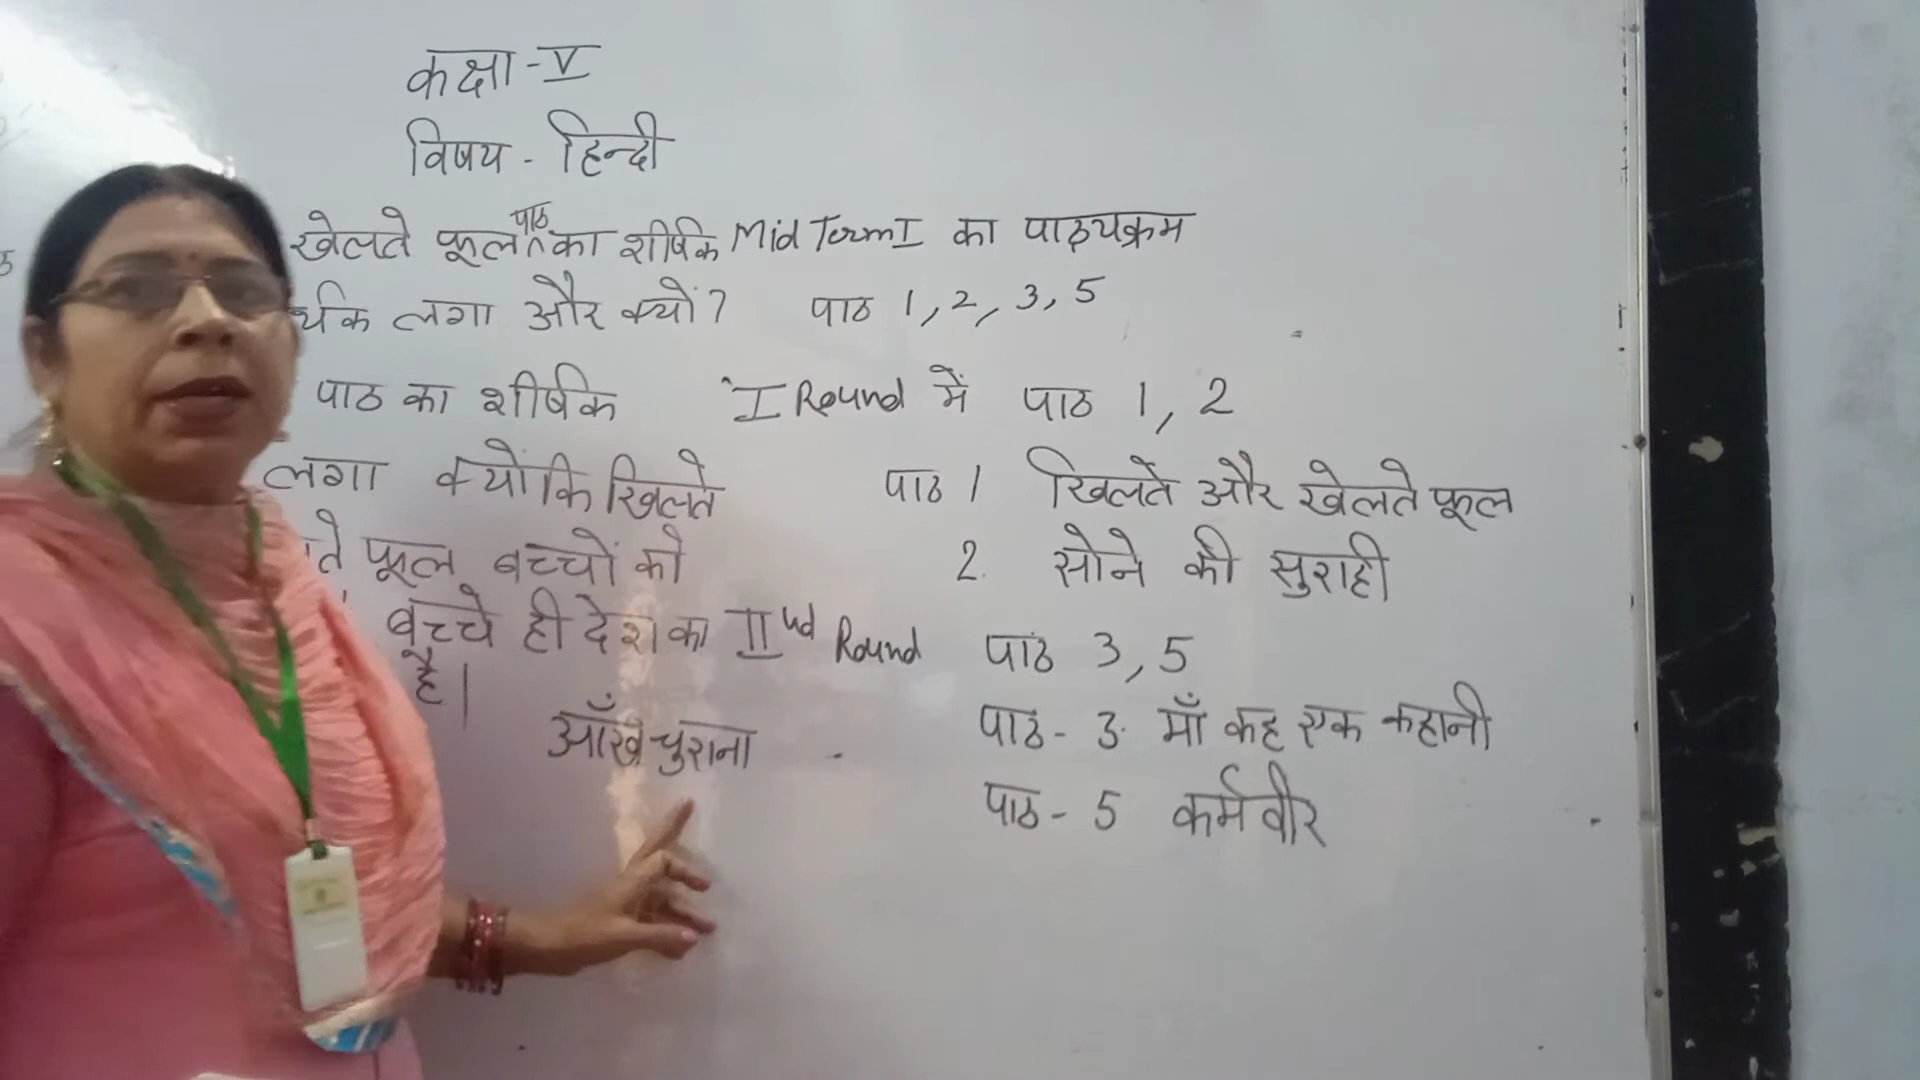 कक्षा - V
विषय - हिन्दी
खेलते फूल पाठ का शीर्षक
लगा और क्यों?
पाठ का शीर्षक
लगा क्योंकि खिलते
फूल बच्चों को
बच्चे ही देश का
है।
आँख चुराना
Mid Term I का पाठ्यक्रम
पाठ 1, 2, 3, 5
I Round में पाठ 1, 2
पाठ 1 खिलते और खेलते फूल
2. सोने की सुराही
IInd Round पाठ 3, 5
पाठ - 3. माँ कह एक कहानी
पाठ - 5 कर्मवीर